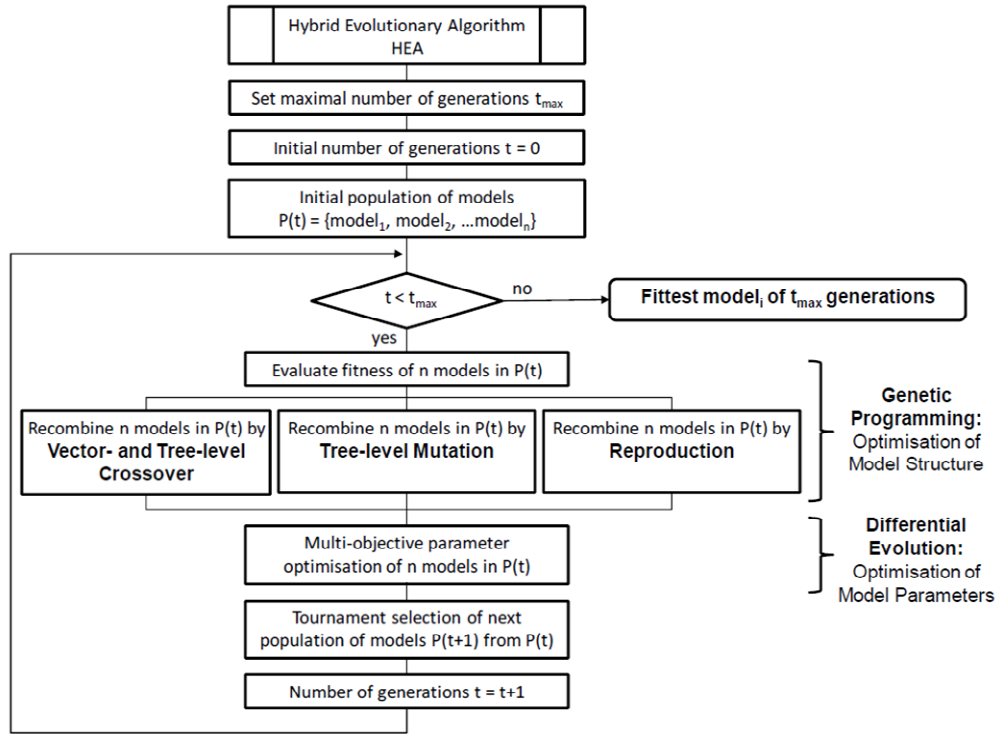 Hybrid Evolutionary Algorithm
HEA
Set maximal number of generations tmax
Initial number of generations t = 0
Initial population of models
P(t) = {model1, model2, ...modeln}
t < tmax
no
Fittest modeli of tmax generations
yes
Evaluate fitness of n models in P(t)
Recombine n models in P(t) by
Vector- and Tree-level
Crossover
Recombine n models in P(t) by
Tree-level Mutation
Recombine n models in P(t) by
Reproduction
Genetic
Programming:
Optimisation of
Model Structure
Multi-objective parameter
optimisation of n models in P(t)
Differential
Evolution:
Optimisation of
Model Parameters
Tournament selection of next
population of models P(t+1) from P(t)
Number of generations t = t+1